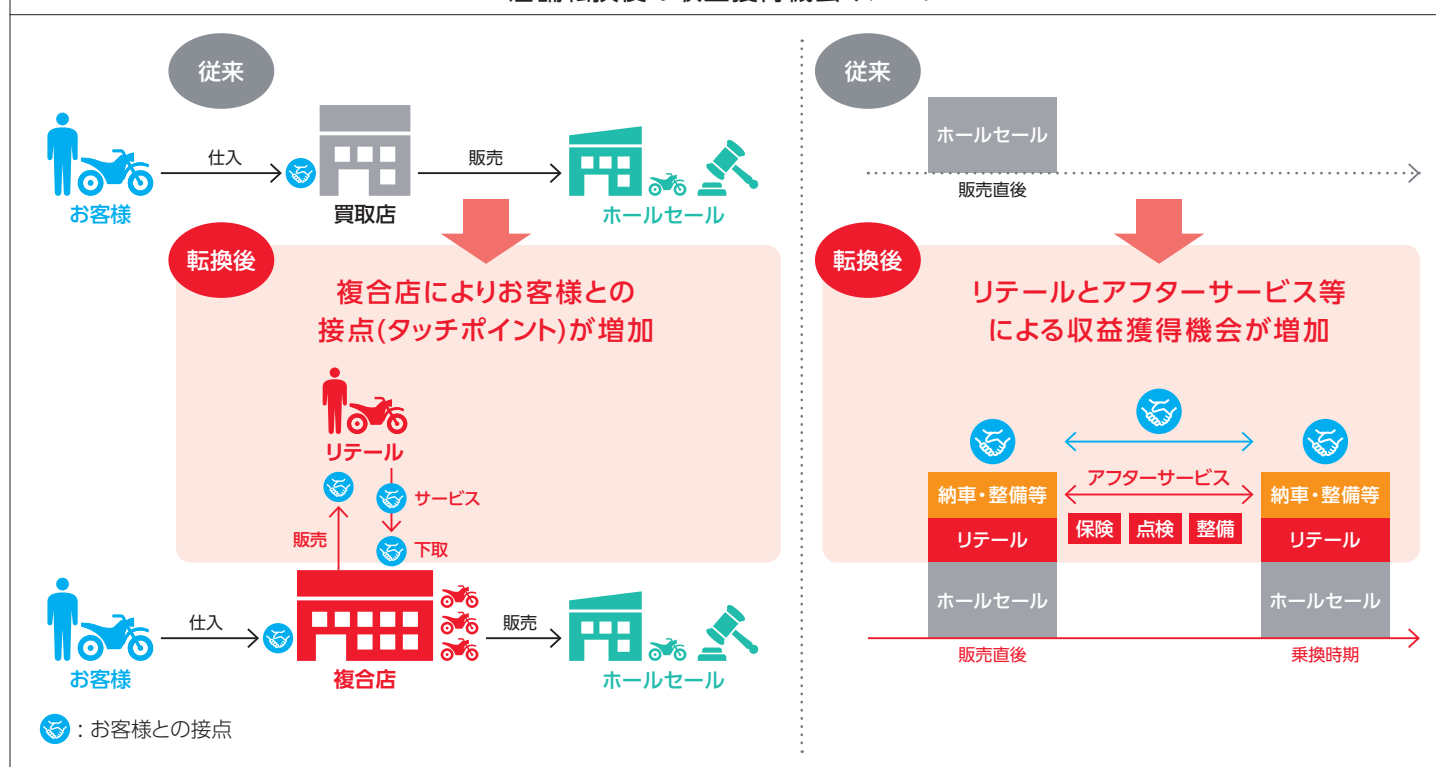 従来
仕入
販売
お客様
買取店
ホールセール
転換後
複合店によりお客様との
接点(タッチポイント)が増加
リテール
サービス
販売
下取
仕入
販売
お客様
複合店
ホールセール
：お客様との接点
従来
ホールセール
販売直後
転換後
リテールとアフターサービス等
による収益獲得機会が増加
納車・整備等
アフターサービス
納車・整備等
リテール
保険 点検 整備
リテール
ホールセール
ホールセール
販売直後
乗換時期